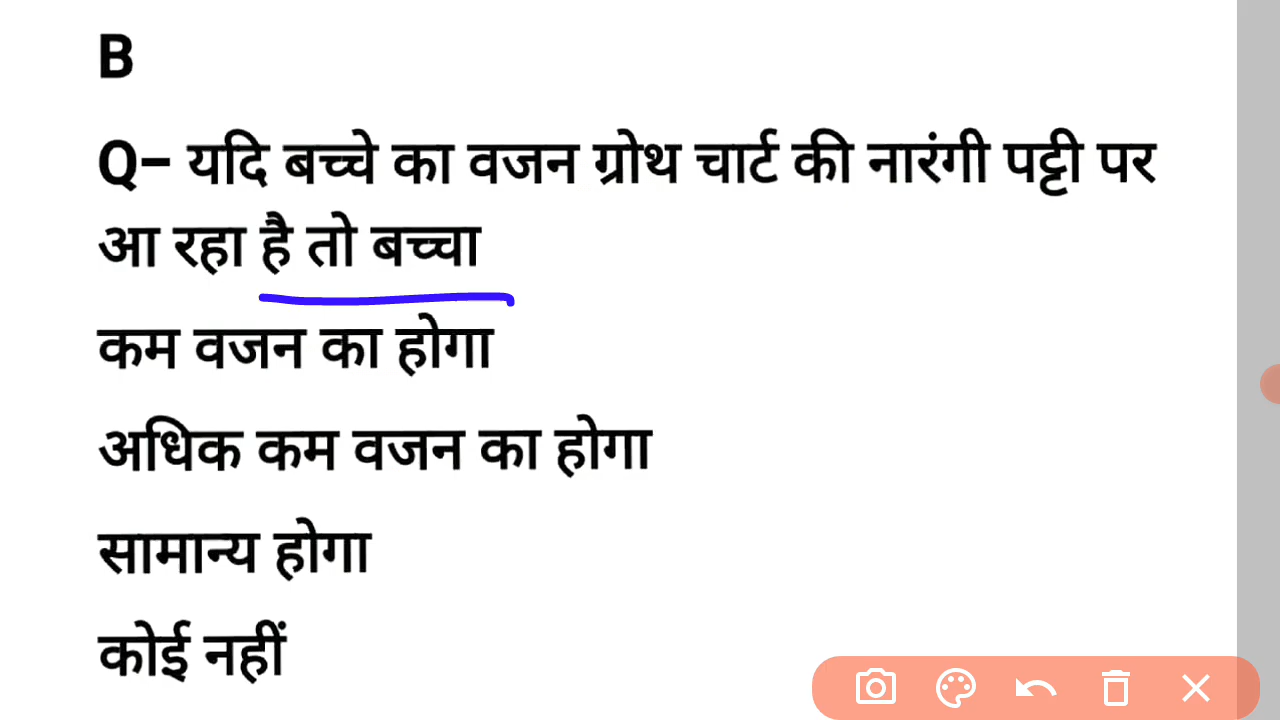 B
Q– यदि बच्चे का वजन ग्रोथ चार्ट की नारंगी पट्टी पर
आ रहा है तो बच्चा
कम वजन का होगा
अधिक कम वजन का होगा
सामान्य होगा
कोई नहीं